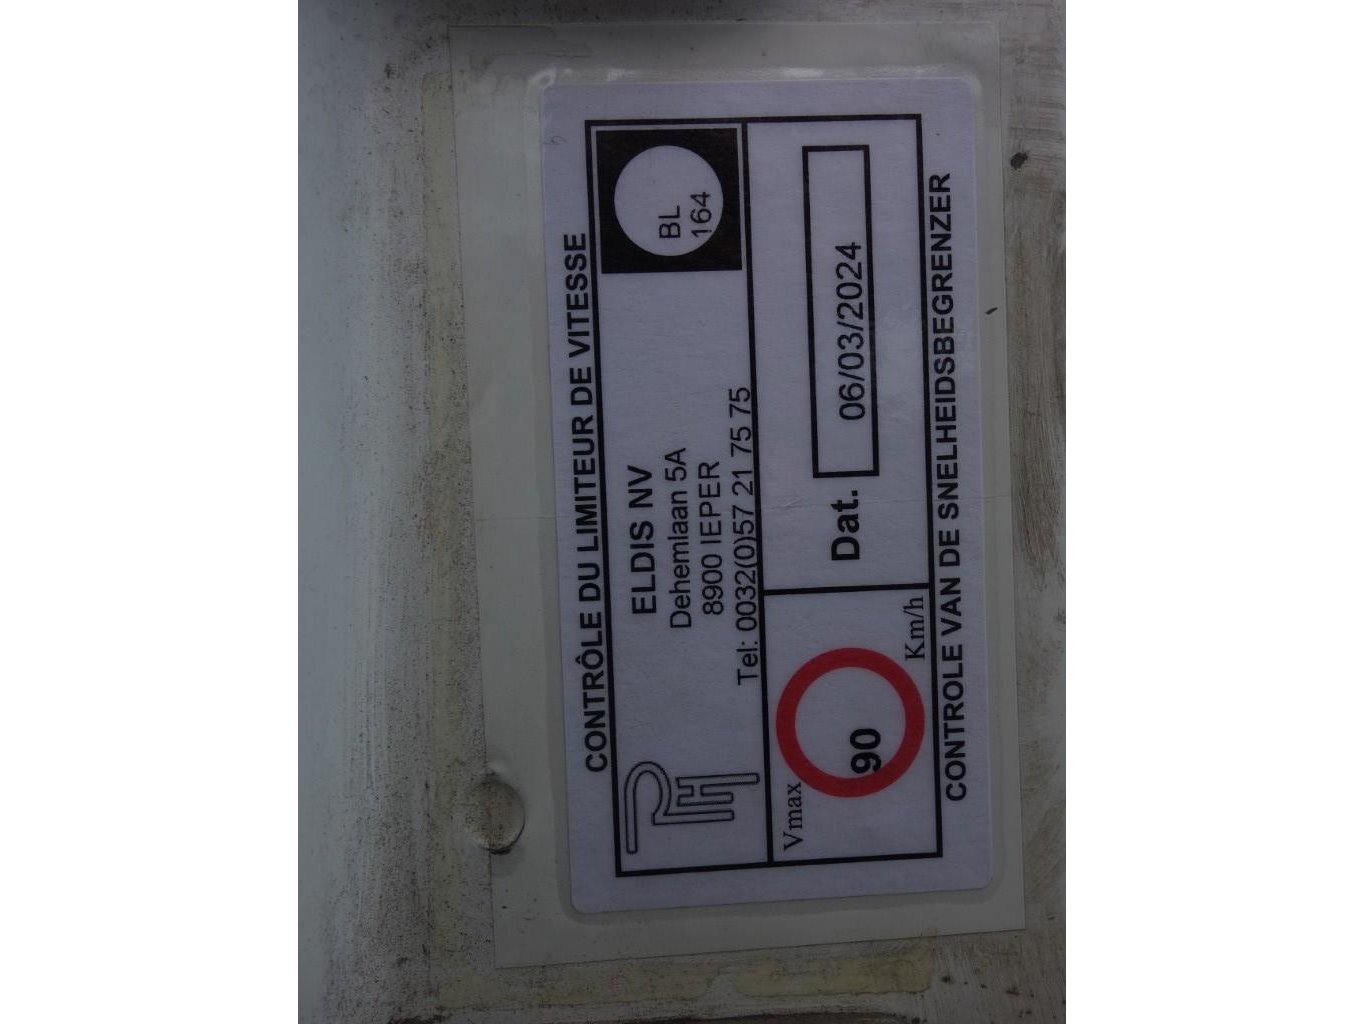 CONTRÔLE DU LIMITEUR DE VITESSE
PH
ELDIS NV
Dehemlaan 5A
8900 IEPER
Tel: 0032(0)57 21 75 75
BL
164
Vmax
90
Km/h
Dat. 06/03/2024
CONTROLE VAN DE SNELHEIDSBEGRENZER